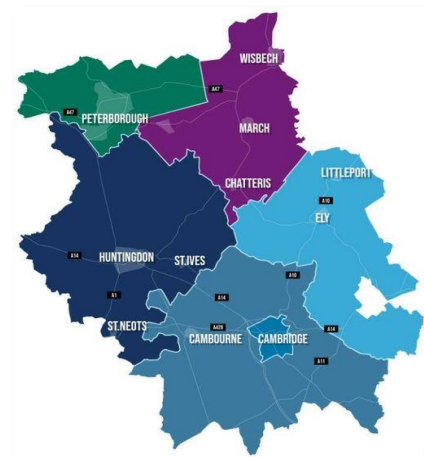 WISBECH
A47
A47
PETERBOROUGH
MARCH
LITTLEPORT
CHATTERIS
A10
ELY
A14
HUNTINGDON
ST.IVES
A10
A1
A14
ST.NEOTS
A428
A14
CAMBOURNE
CAMBRIDGE
A11